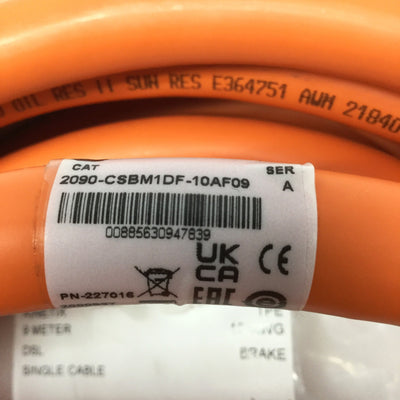 OIL RES II SUN RES E364751 AWM 21840
CAT
SER
2090-CSBM1DF-10AF09
A
00885630947839
UK
CA
CE
EAC
PN-227016
9 METER
DSL
BRAKE
SINGLE CABLE